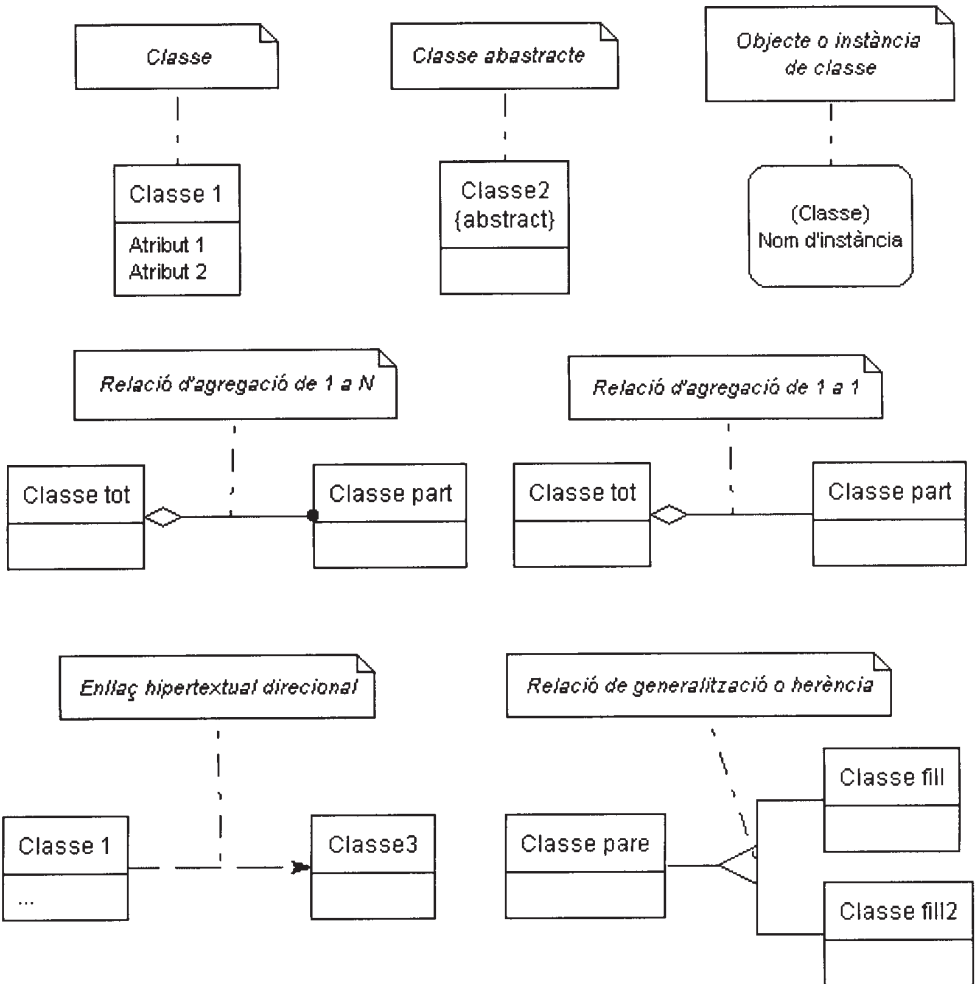 Classe
Classe abastracte
Objecte o instància
de classe
Classe 1
Atribut 1
Atribut 2
Classe2
{abstract}
(Classe)
Nom d'instància
Relació d'agregació de 1 a N
Relació d'agregació de 1 a 1
Classe tot
Classe part
Classe tot
Classe part
Enllaç hipertextual direcional
Relació de generalització o herència
Classe 1
...
Classe3
Classe pare
Classe fill
Classe fill2